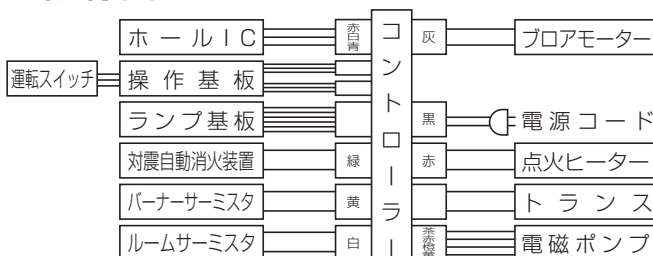 ホールIC
赤白青
灰
ブロアモーター
運転スイッチ
操作基板
ランプ基板
黒
電源コード
対震自動消火装置
緑
赤
点火ヒーター
バーナーサーミスタ
黄
トランス
ルームサーミスタ
白
茶赤橙黄
電磁ポンプ
コントローラー